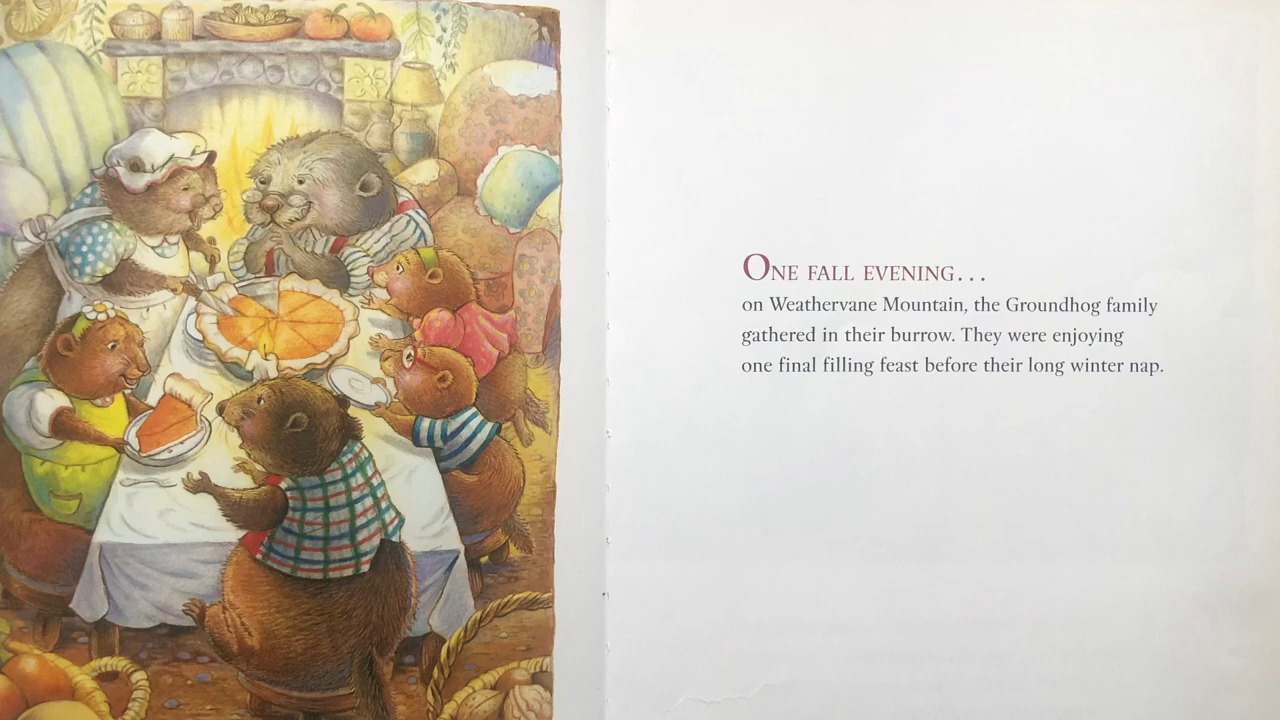 ONE FALL EVENING...
on Weathervane Mountain, the Groundhog family
gathered in their burrow. They were enjoying
one final filling feast before their long winter nap.